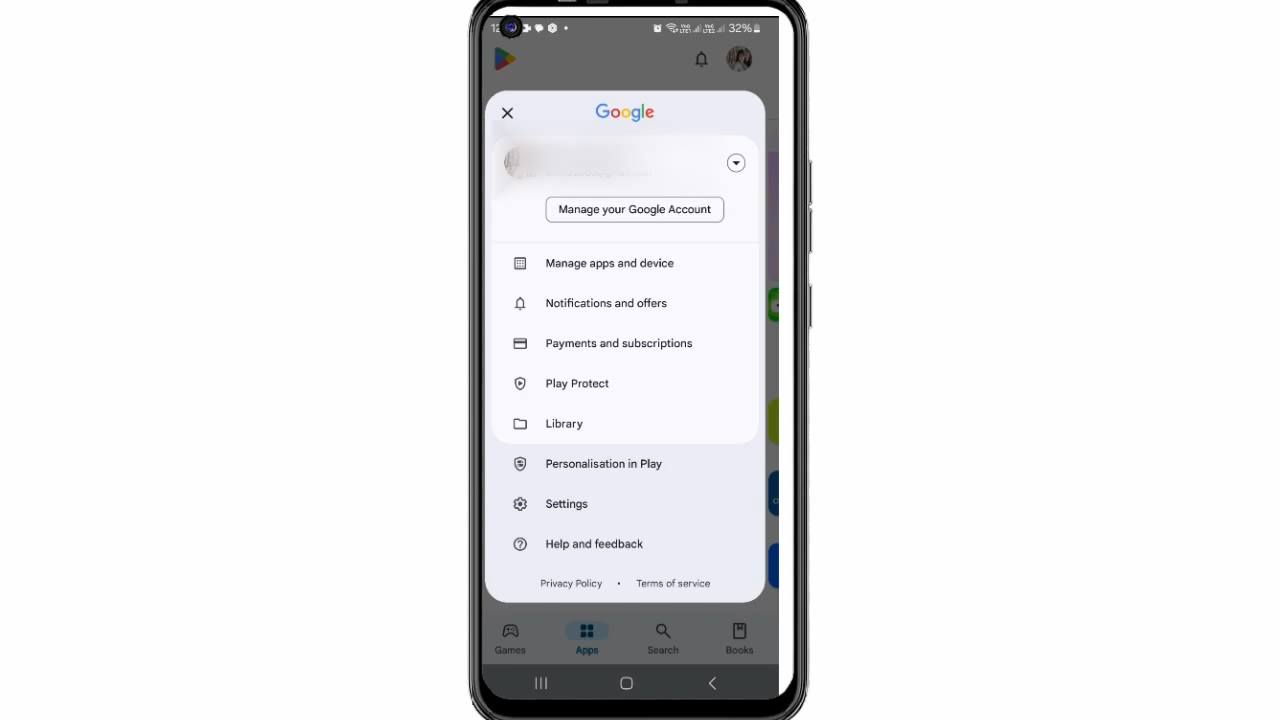 32%
Google
Manage your Google Account
Manage apps and device
Notifications and offers
Payments and subscriptions
Play Protect
Library
Personalisation in Play
Settings
Help and feedback
Privacy Policy • Terms of service
Games Apps Search Books